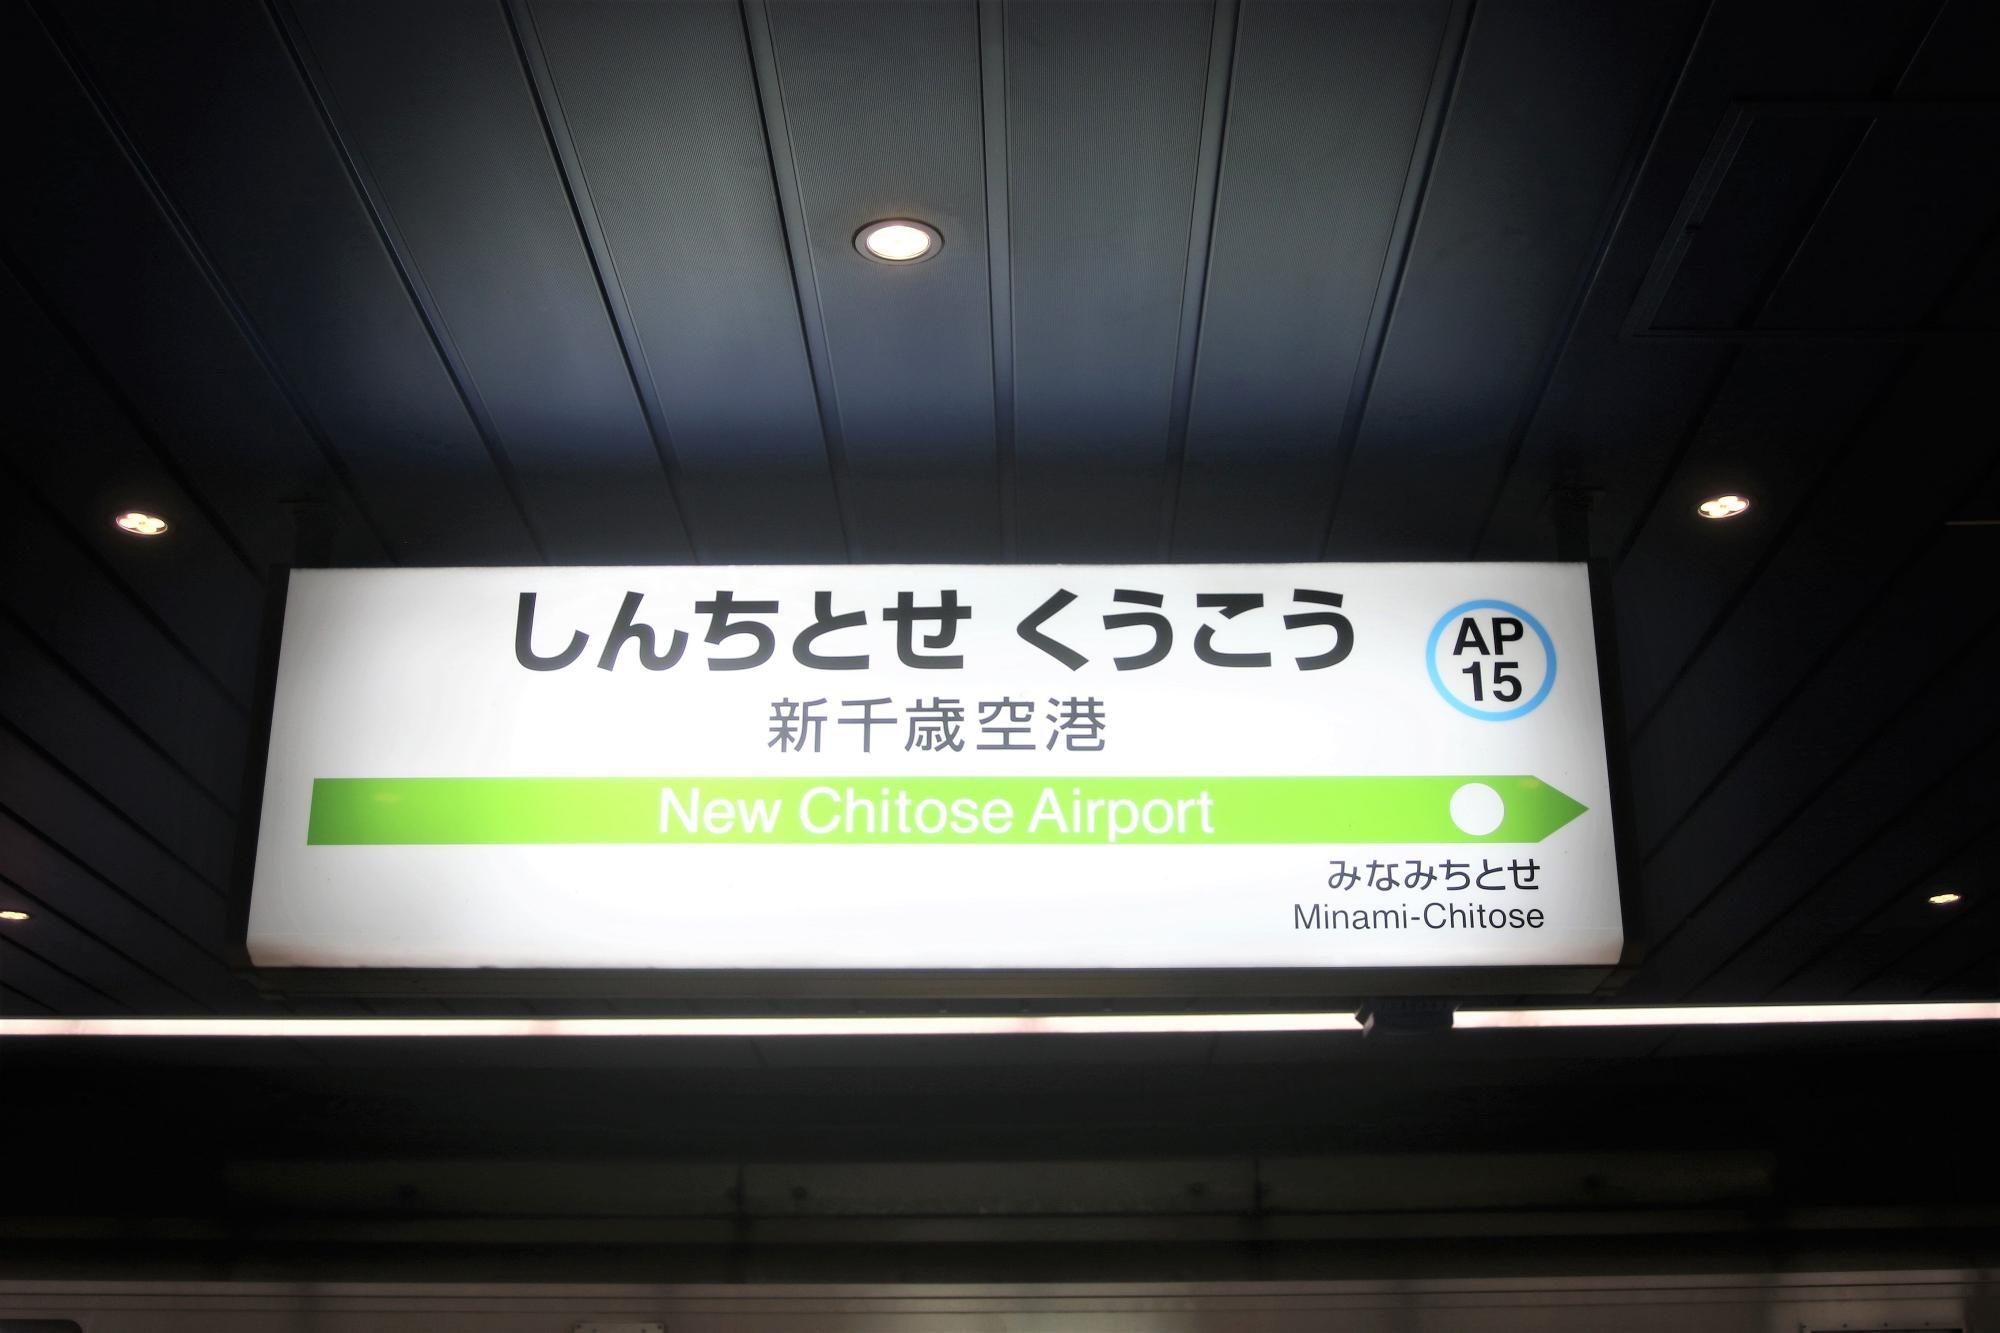 しんちとせ くうこう
AP
15
新千歳空港
New Chitose Airport
みなみちとせ
Minami-Chitose